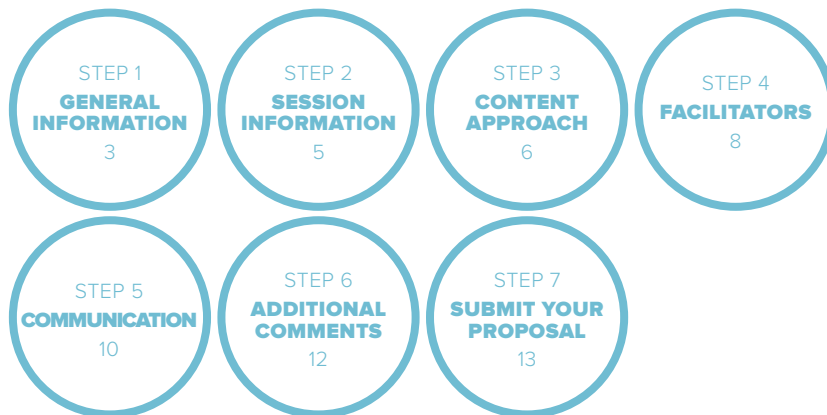 STEP 1
GENERAL
INFORMATION
3
STEP 2
SESSION
INFORMATION
5
STEP 3
CONTENT
APPROACH
6
STEP 4
FACILITATORS
8
STEP 5
COMMUNICATION
10
STEP 6
ADDITIONAL
COMMENTS
12
STEP 7
SUBMIT YOUR
PROPOSAL
13